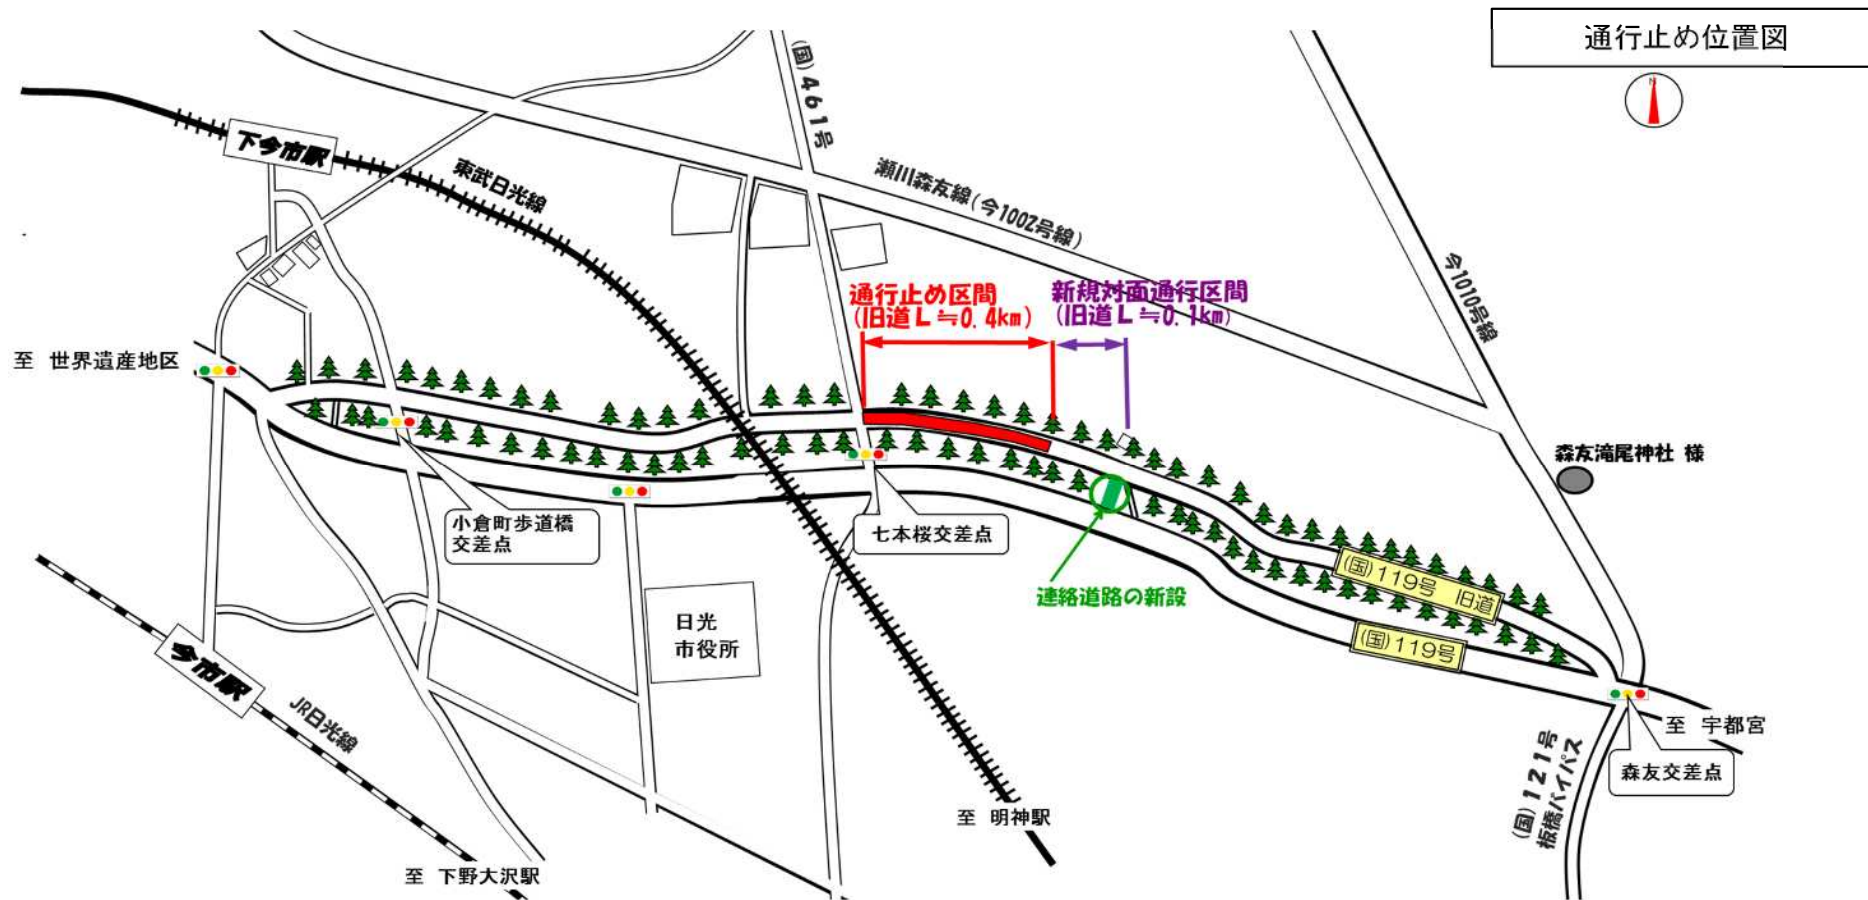 通行止め位置図
N
(国)461号
下今市駅
東武日光線
瀬川森友線(今1002号線)
今1010号線
通行止め区間
(旧道L≒0.4km)
新規対面通行区間
(旧道L≒0.1km)
至 世界遺産地区
森友滝尾神社 様
小倉町歩道橋
交差点
七本桜交差点
連絡道路の新設
(国)119号 旧道
(国)119号
日光
市役所
今市駅
JR日光線
至 宇都宮
森友交差点
(国)121号
板橋バイパス
至 明神駅
至 下野大沢駅